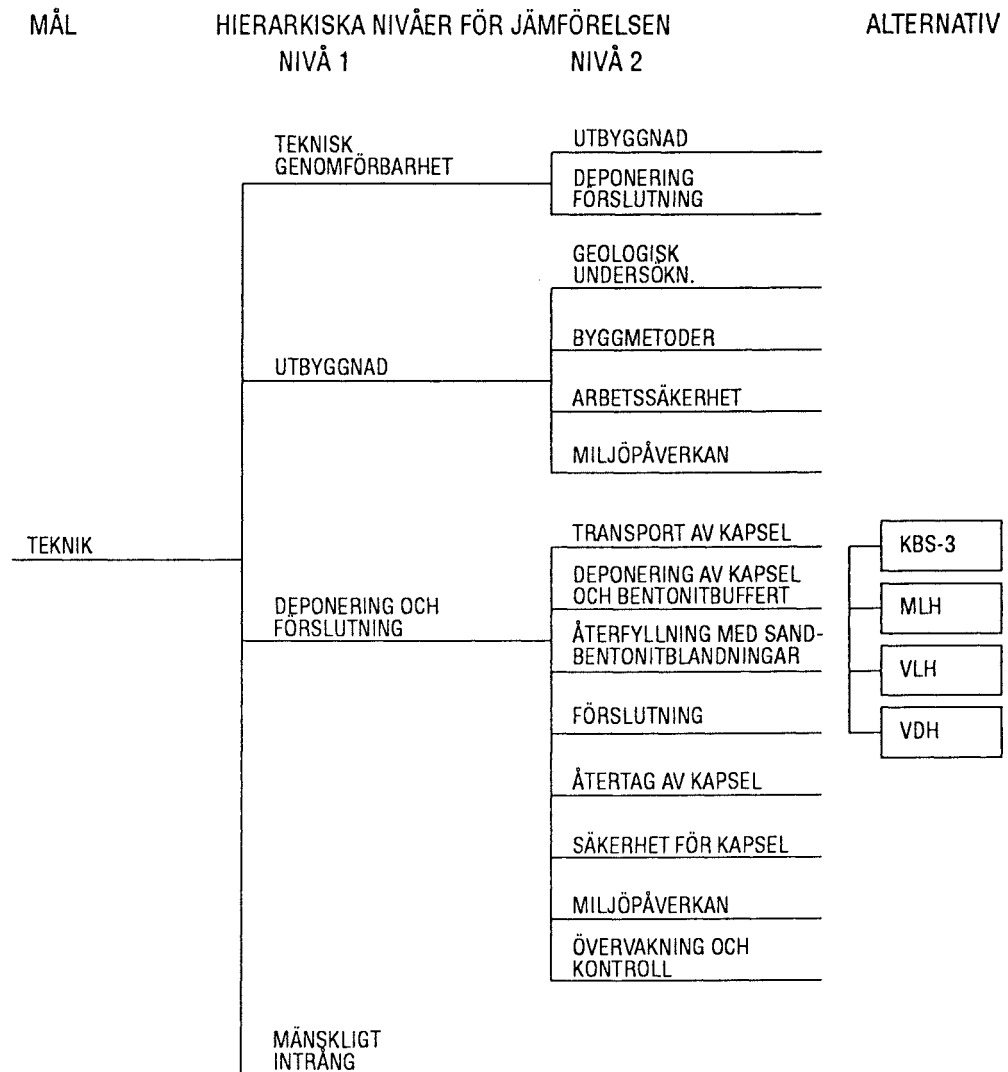 MÅL
HIERARKISKA NIVÅER FÖR JÄMFÖRELSEN
ALTERNATIV
NIVÅ 1
NIVÅ 2
TEKNISK
GENOMFÖRBARHET
UTBYGGNAD
DEPONERING
FÖRSLUTNING
GEOLOGISK
UNDERSÖKN.
UTBYGGNAD
BYGGMETODER
ARBETSSÄKERHET
MILJÖPÅVERKAN
TEKNIK
DEPONERING OCH
FÖRSLUTNING
TRANSPORT AV KAPSEL
DEPONERING AV KAPSEL
OCH BENTONITBUFFERT
ÅTERFYLLNING MED SAND-
BENTONITBLANDNINGAR
FÖRSLUTNING
ÅTERTAG AV KAPSEL
SÄKERHET FÖR KAPSEL
MILJÖPÅVERKAN
ÖVERVAKNING OCH
KONTROLL
KBS-3
MLH
VLH
VDH
MÄNSKLIGT
INTRÅNG